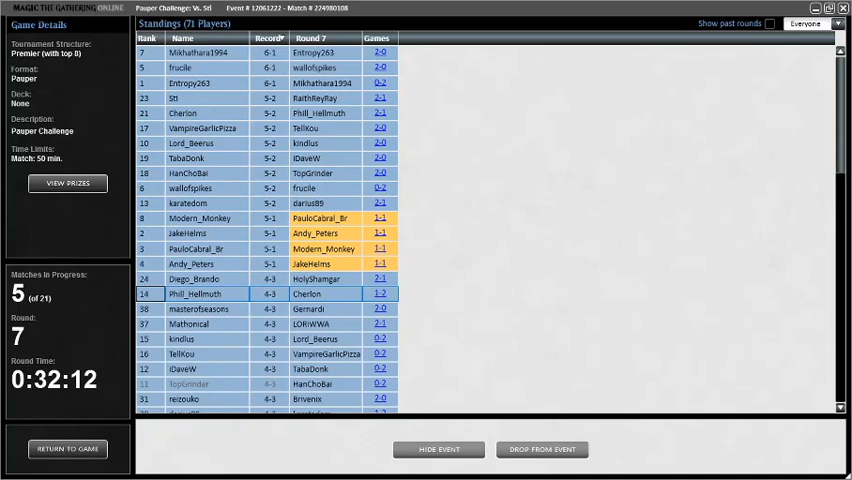 MAGIC THE GATHERING ONLINE Pauper Challenge: Vs. Stl Event # 12061222 - Match # 224980108
Game Details
Tournament Structure:
Premier (with top 8)
Format:
Pauper
Deck:
None
Description:
Pauper Challenge
Time Limits:
Match: 50 min.
VIEW PRIZES
Matches In Progress:
5 (of 21)
Round:
7
Round Time:
0:32:12
RETURN TO GAME
Standings (71 Players) Show past rounds Everyone
Rank Name Record Round 7 Games
7 Mikhathara1994 6-1 Entropy263 2-0
5 frucile 6-1 wallofspikes 2-0
1 Entropy263 6-1 Mikhathara1994 0-2
23 Stl 5-2 RaithReyRay 2-1
21 Cherlon 5-2 Phill_Hellmuth 2-1
17 VampireGarlicPizza 5-2 TellKou 2-0
10 Lord_Beerus 5-2 kindlus 2-0
19 TabaDonk 5-2 iDaveW 2-0
18 HanChoBai 5-2 TopGrinder 2-0
6 wallofspikes 5-2 frucile 0-2
13 karatedom 5-2 darius89 2-1
8 Modern_Monkey 5-1 PauloCabral_Br 1-1
2 JakeHelms 5-1 Andy_Peters 1-1
3 PauloCabral_Br 5-1 Modern_Monkey 1-1
4 Andy_Peters 5-1 JakeHelms 1-1
24 Diego_Brando 4-3 HolyShamgar 2-1
14 Phill_Hellmuth 4-3 Cherlon 1-2
38 masterofseasons 4-3 Gernardi 2-0
37 Mathonical 4-3 LORiWWA 2-1
15 kindlus 4-3 Lord_Beerus 0-2
16 TellKou 4-3 VampireGarlicPizza 0-2
12 iDaveW 4-3 TabaDonk 0-2
11 TopGrinder 4-3 HanChoBai 0-2
31 reizouko 4-3 Brivenix 2-0
HIDE EVENT DROP FROM EVENT